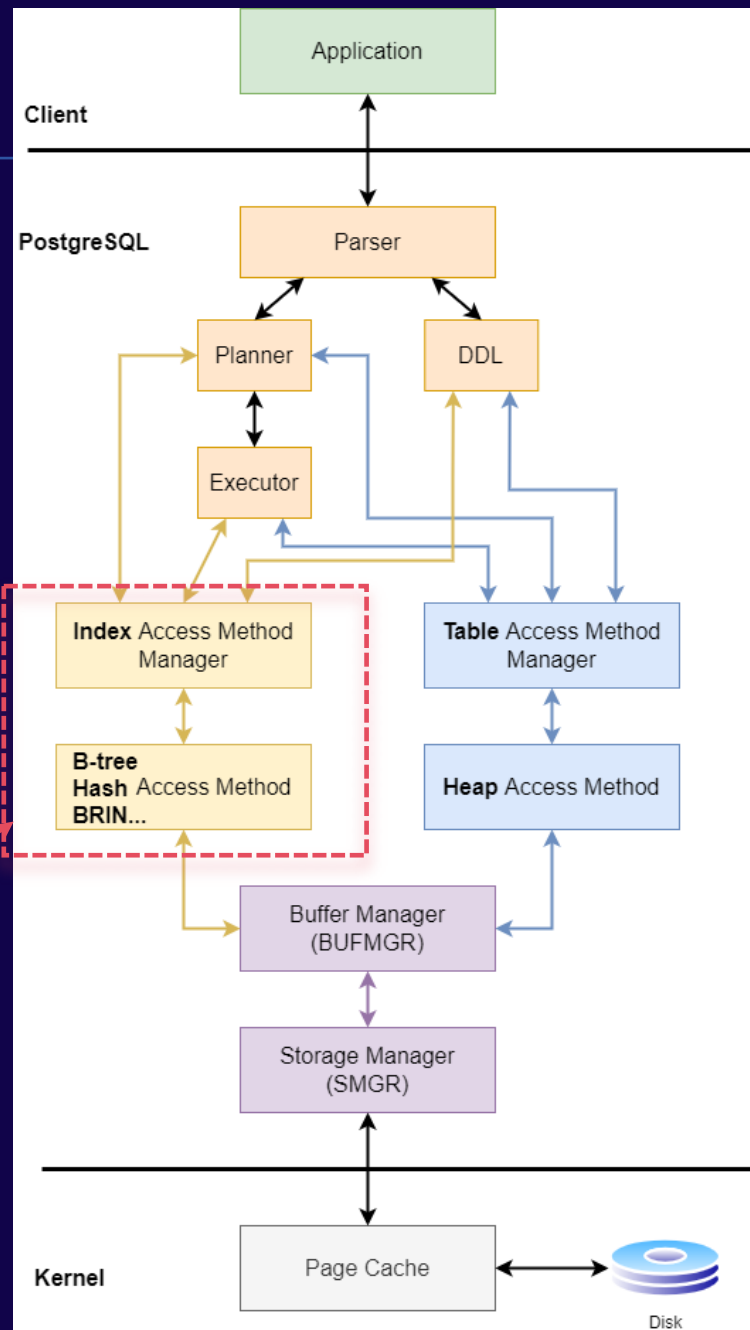 Application
Client
PostgreSQL
Parser
Planner
DDL
Executor
Index Access Method
Manager
Table Access Method
Manager
B-tree
Hash Access Method
BRIN...
Heap Access Method
Buffer Manager
(BUFMGR)
Storage Manager
(SMGR)
Kernel
Page Cache
Disk